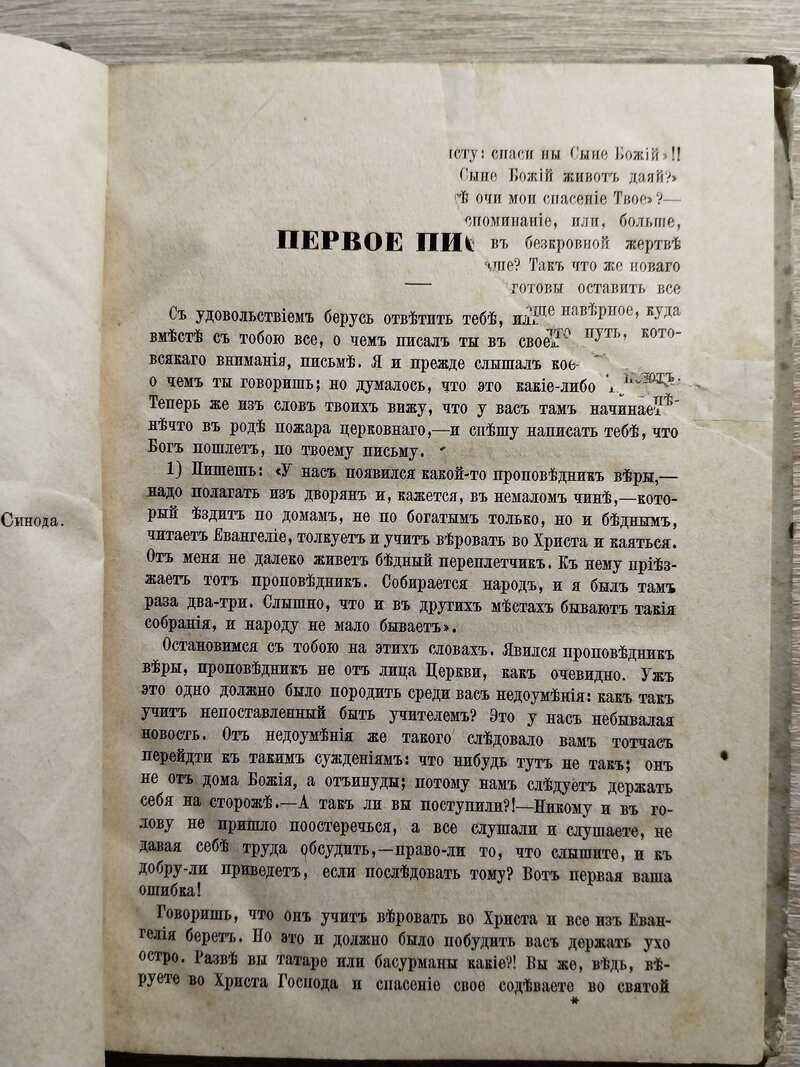 Синода.
спаси ны Сыне Божій»!!
Сыне Божій животъ даяй?»
очи мои спасеніе Твое»?—
или, больше,
ПЕРВОЕ
въ безкровной жертвѣ
Такъ что же новаго
готовы оставить все
навѣрное, куда
Съ удовольствіемъ берусь отвѣтить тебѣ,
путь, кото-
вмѣстѣ съ тобою все, о чемъ писалъ ты въ
всякаго вниманія, письмѣ. Я и прежде слышалъ
о чемъ ты говоришь; но думалось, что это какіе-либо
Теперь же изъ словъ твоихъ вижу, что у васъ тамъ
нѣчто въ родѣ пожара церковнаго,—и спѣшу написать тебѣ, что
Богъ пошлетъ, по твоему письму.
1) Пишешь: «У насъ появился какой-то проповѣдникъ вѣры,—
надо полагать изъ дворянъ и, кажется, въ немаломъ чинѣ,—кото-
рый ѣздитъ по домамъ, не по богатымъ только, но и бѣднымъ,
читаетъ Евангеліе, толкуетъ и учитъ вѣровать во Христа и каяться.
Отъ меня не далеко живетъ бѣдный переплетчикъ. Къ нему пріѣз-
жаетъ тотъ проповѣдникъ. Собирается народъ, и я былъ тамъ
раза два-три. Слышно, что и въ другихъ мѣстахъ бываютъ такія
собранія, и народу не мало бываетъ».
Остановимся съ тобою на этихъ словахъ. Явился проповѣдникъ
вѣры, проповѣдникъ не отъ лица Церкви, какъ очевидно. Ужъ
это одно должно было породить среди васъ недоумѣнія: какъ такъ
учитъ непоставленный быть учителемъ? Это у насъ небывалая
новость. Отъ недоумѣнія же такого слѣдовало вамъ тотчасъ
перейдти къ такимъ сужденіямъ: что нибудь тутъ не такъ; онъ
не отъ дома Божія, а отъинуды; потому намъ слѣдуетъ держать
себя на сторожѣ.—А такъ ли вы поступили?!—Никому и въ го-
лову не пришло поостеречься, а все слушали и слушаете, не
давая себѣ труда обсудить,—право-ли то, что слышите, и къ
добру-ли приведетъ, если послѣдовать тому? Вотъ первая ваша
ошибка!
Говоришь, что онъ учитъ вѣровать во Христа и все изъ Еван-
гелія беретъ. Но это и должно было побудить васъ держать ухо
остро. Развѣ вы татаре или басурманы какіе?! Вы же, вѣдь, вѣ-
руете во Христа Господа и спасеніе свое содѣваете во святой
*